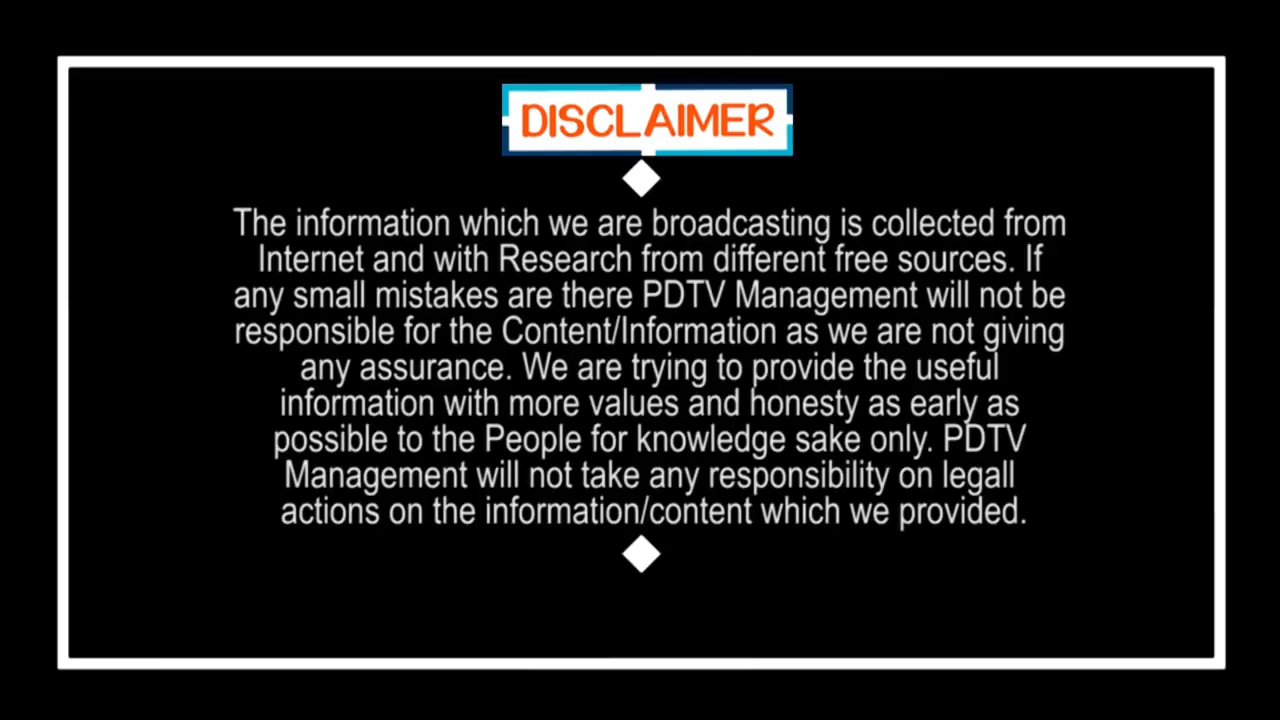 DISCLAIMER
The information which we are broadcasting is collected from
Internet and with Research from different free sources. If
any small mistakes are there PDTV Management will not be
responsible for the Content/Information as we are not giving
any assurance. We are trying to provide the useful
information with more values and honesty as early as
possible to the People for knowledge sake only. PDTV
Management will not take any responsibility on legall
actions on the information/content which we provided.